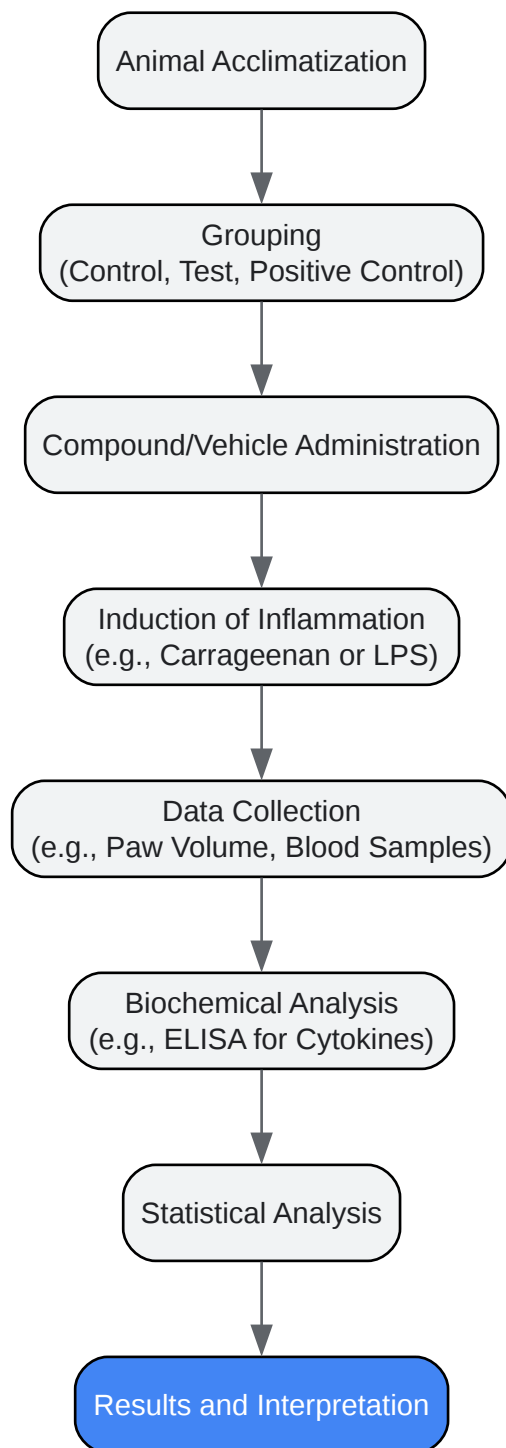 Animal Acclimatization
Grouping
(Control, Test, Positive Control)
Compound/Vehicle Administration
Induction of Inflammation
(e.g., Carrageenan or LPS)
Data Collection
(e.g., Paw Volume, Blood Samples)
Biochemical Analysis
(e.g., ELISA for Cytokines)
Statistical Analysis
Results and Interpretation